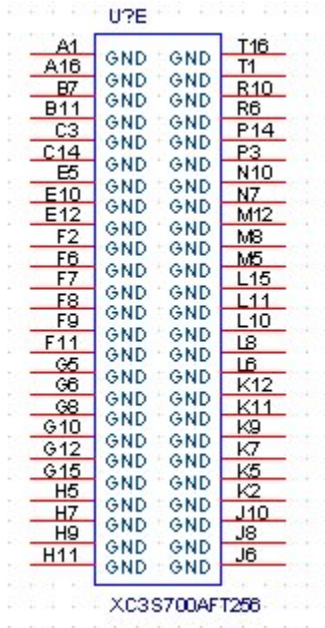 U?E
A1 GND GND T16
A16 GND GND T1
B7 GND GND R10
B11 GND GND R6
C3 GND GND P14
C14 GND GND P3
E5 GND GND N10
E10 GND GND N7
E12 GND GND M12
F2 GND GND M8
F6 GND GND M5
F7 GND GND L15
F8 GND GND L11
F9 GND GND L10
F11 GND GND L8
G5 GND GND L6
G6 GND GND K12
G8 GND GND K11
G10 GND GND K9
G12 GND GND K7
G15 GND GND K5
H5 GND GND K2
H7 GND GND J10
H9 GND GND J8
H11 GND GND J6
XC3S700AFT256